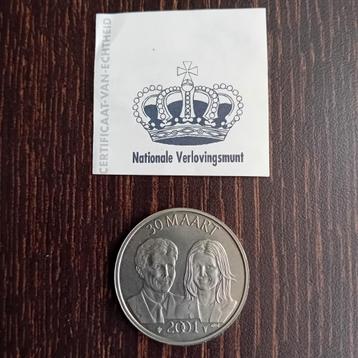 CERTIFICAAT-VAN-ECHTHEID
Nationale Verlovingsmunt
30 MAART
2001